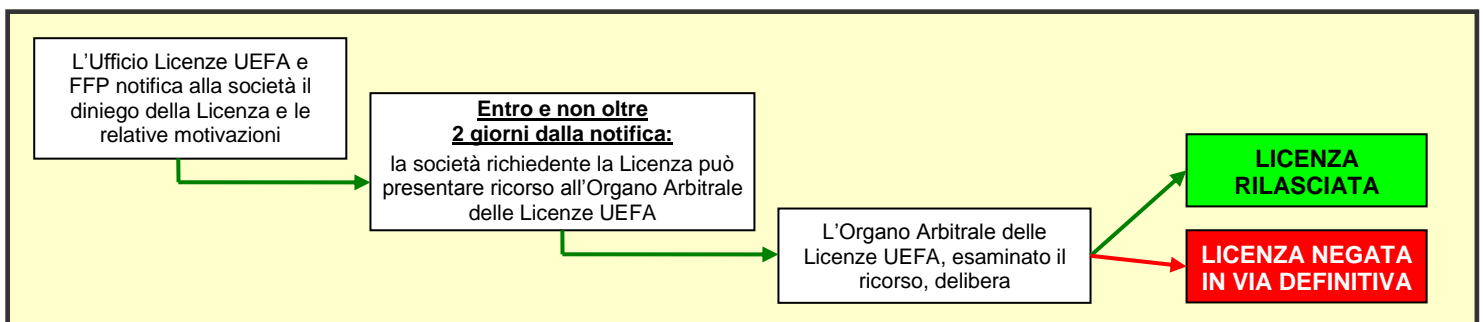 L’Ufficio Licenze UEFA e
FFP notifica alla società il
diniego della Licenza e le
relative motivazioni
Entro e non oltre
2 giorni dalla notifica:
la società richiedente la Licenza può
presentare ricorso all’Organo Arbitrale
delle Licenze UEFA
L’Organo Arbitrale delle
Licenze UEFA, esaminato il
ricorso, delibera
LICENZA
RILASCIATA
LICENZA NEGATA
IN VIA DEFINITIVA